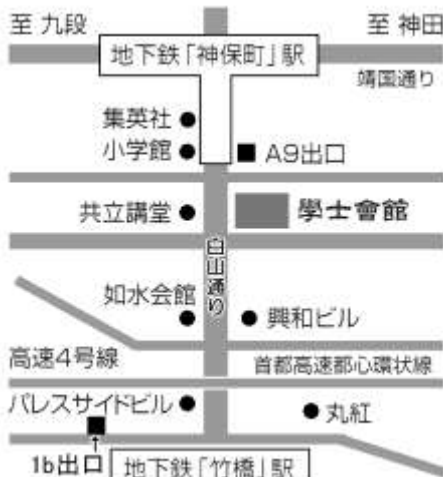 至 九段
至 神田
地下鉄「神保町」駅
靖国通り
集英社
小学館
A9出口
共立講堂
學士會館
白山通り
如水会館
興和ビル
高速4号線
首都高速都心環状線
パレスサイドビル
丸紅
1b出口
地下鉄「竹橋」駅